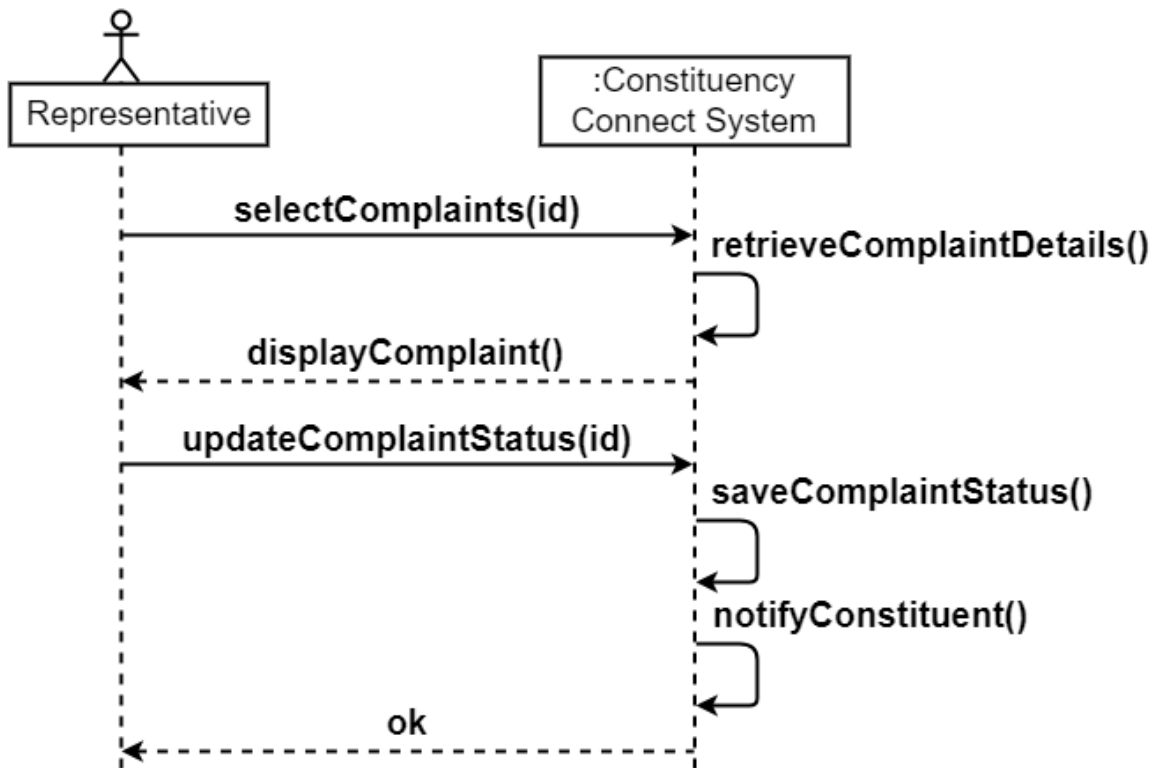 Representative
:Constituency
Connect System
selectComplaints(id)
retrieveComplaintDetails()
displayComplaint()
updateComplaintStatus(id)
saveComplaintStatus()
notifyConstituent()
ok